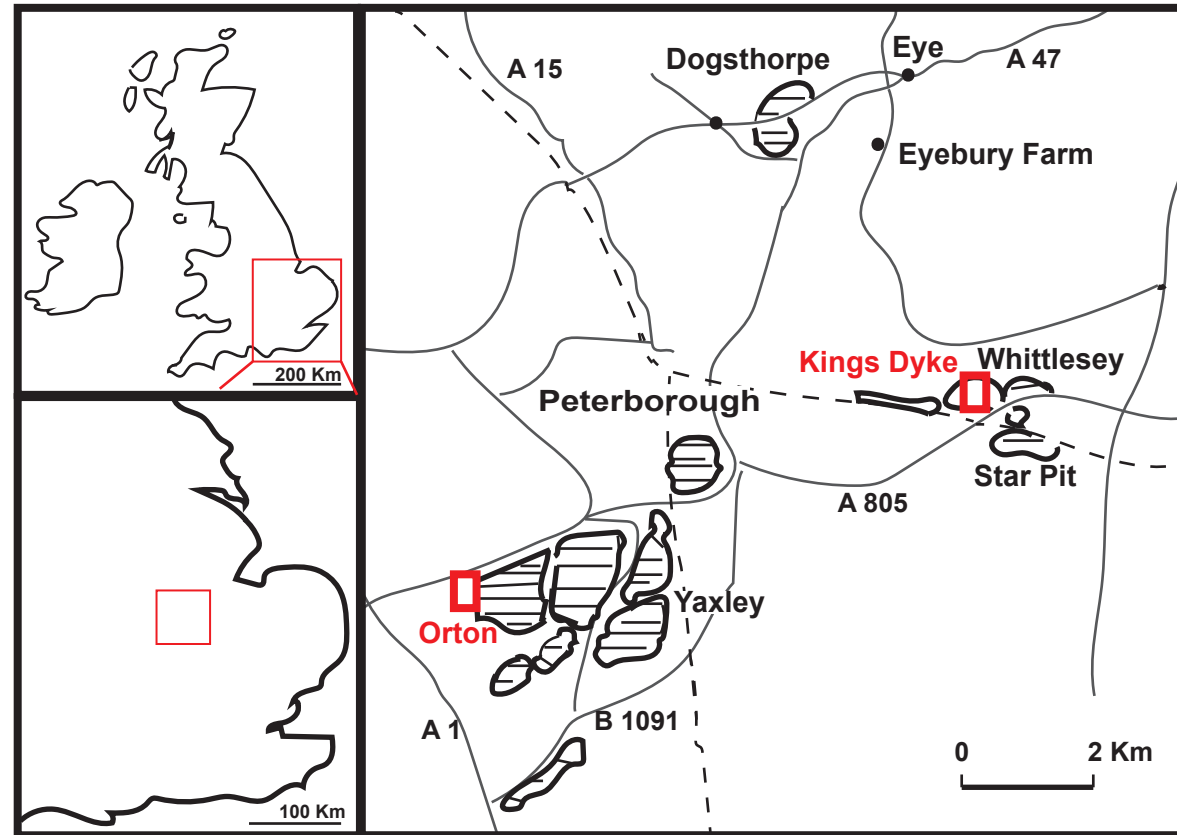 200 Km
100 Km
A 15
Dogsthorpe
Eye
A 47
Eyebury Farm
Kings Dyke
Whittlesey
Peterborough
Star Pit
A 805
Yaxley
Orton
A 1
B 1091
0
2 Km